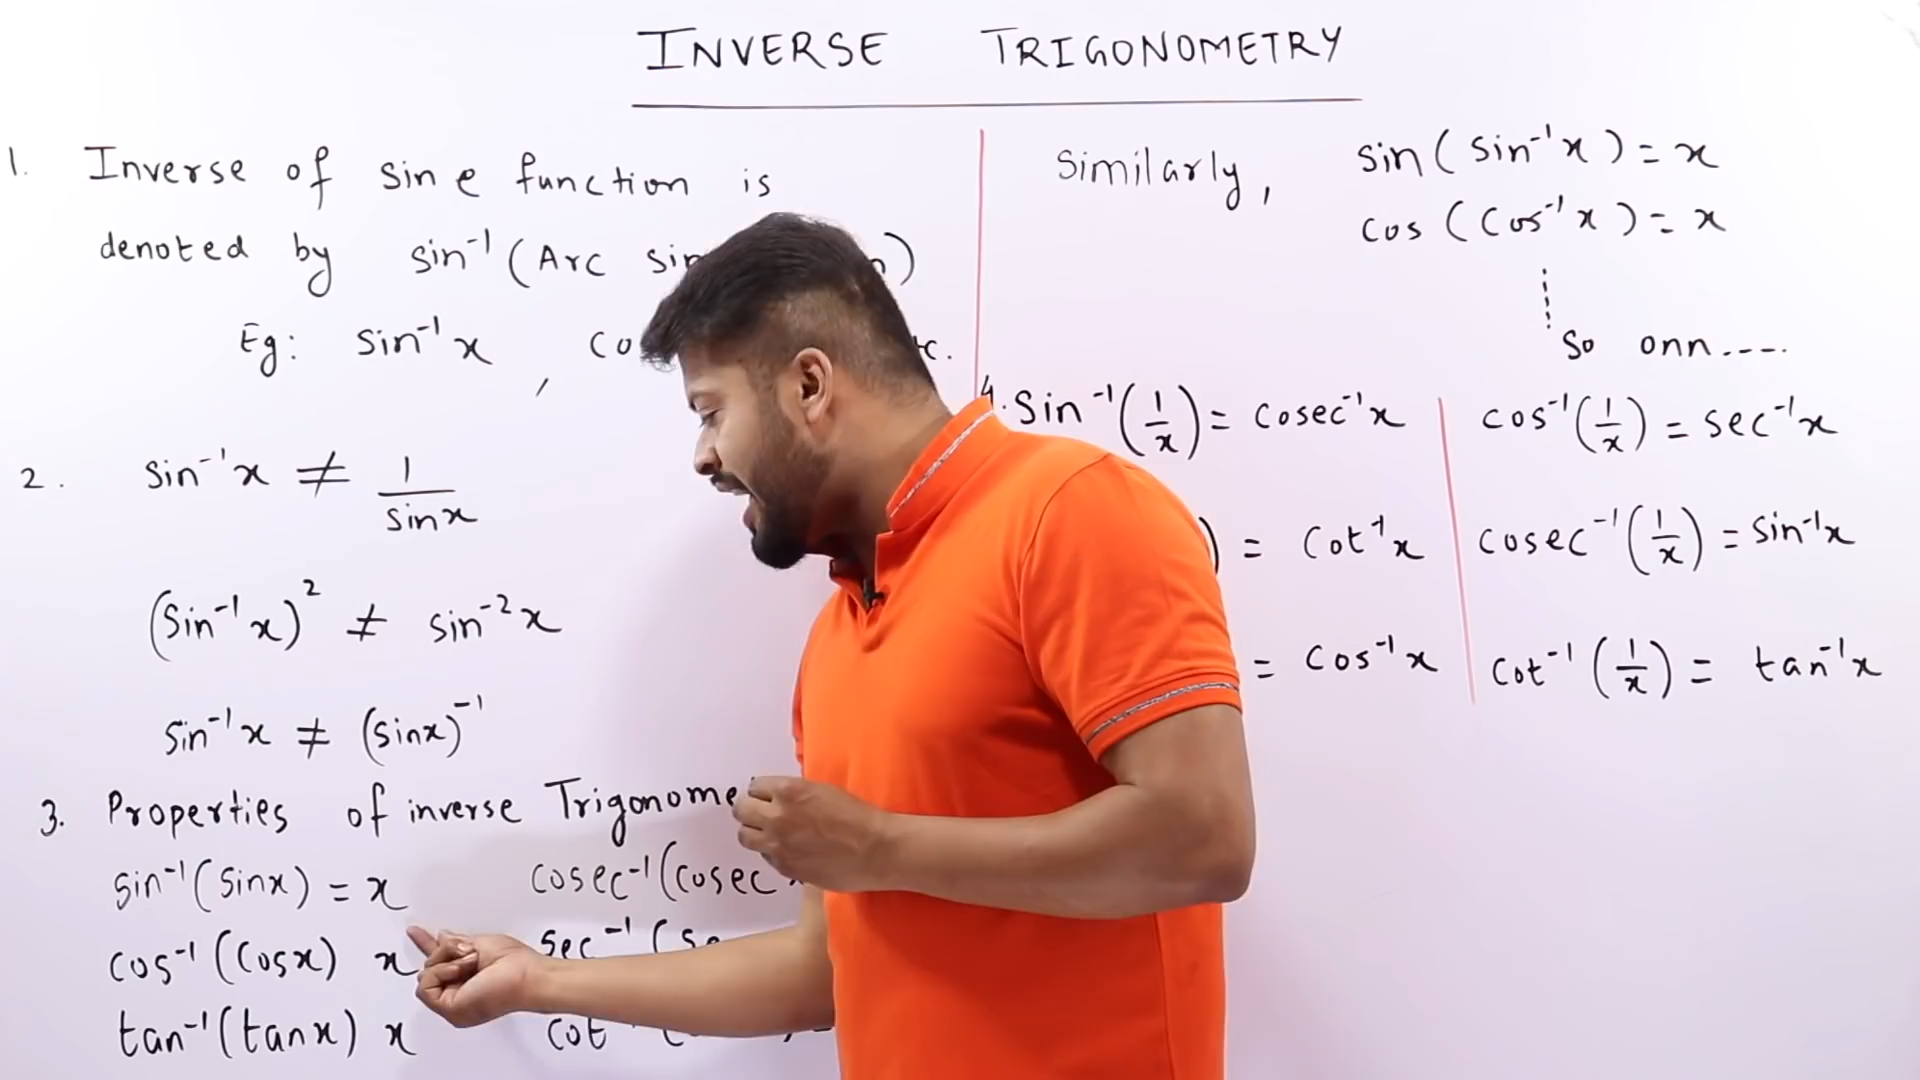 INVERSE TRIGONOMETRY
1. Inverse of sine function is
denoted by sin⁻¹ (Arc
Eg: sin⁻¹x ,
2. sin⁻¹x ≠ 1/sinx
(sin⁻¹x)² ≠ sin⁻²x
sin⁻¹x ≠ (sinx)⁻¹
3. Properties of inverse
sin⁻¹(sinx) = x cosec⁻¹(cosec
cos⁻¹(cosx) x sec⁻¹(
tan⁻¹(tanx) x cot
Similarly, sin(sin⁻¹x) = x
cos(cos⁻¹x) = x
so onn.....
4. sin⁻¹(1/x) = cosec⁻¹x cos⁻¹(1/x) = sec⁻¹x
) = cot⁻¹x cosec⁻¹(1/x) = sin⁻¹x
= cos⁻¹x cot⁻¹(1/x) = tan⁻¹x